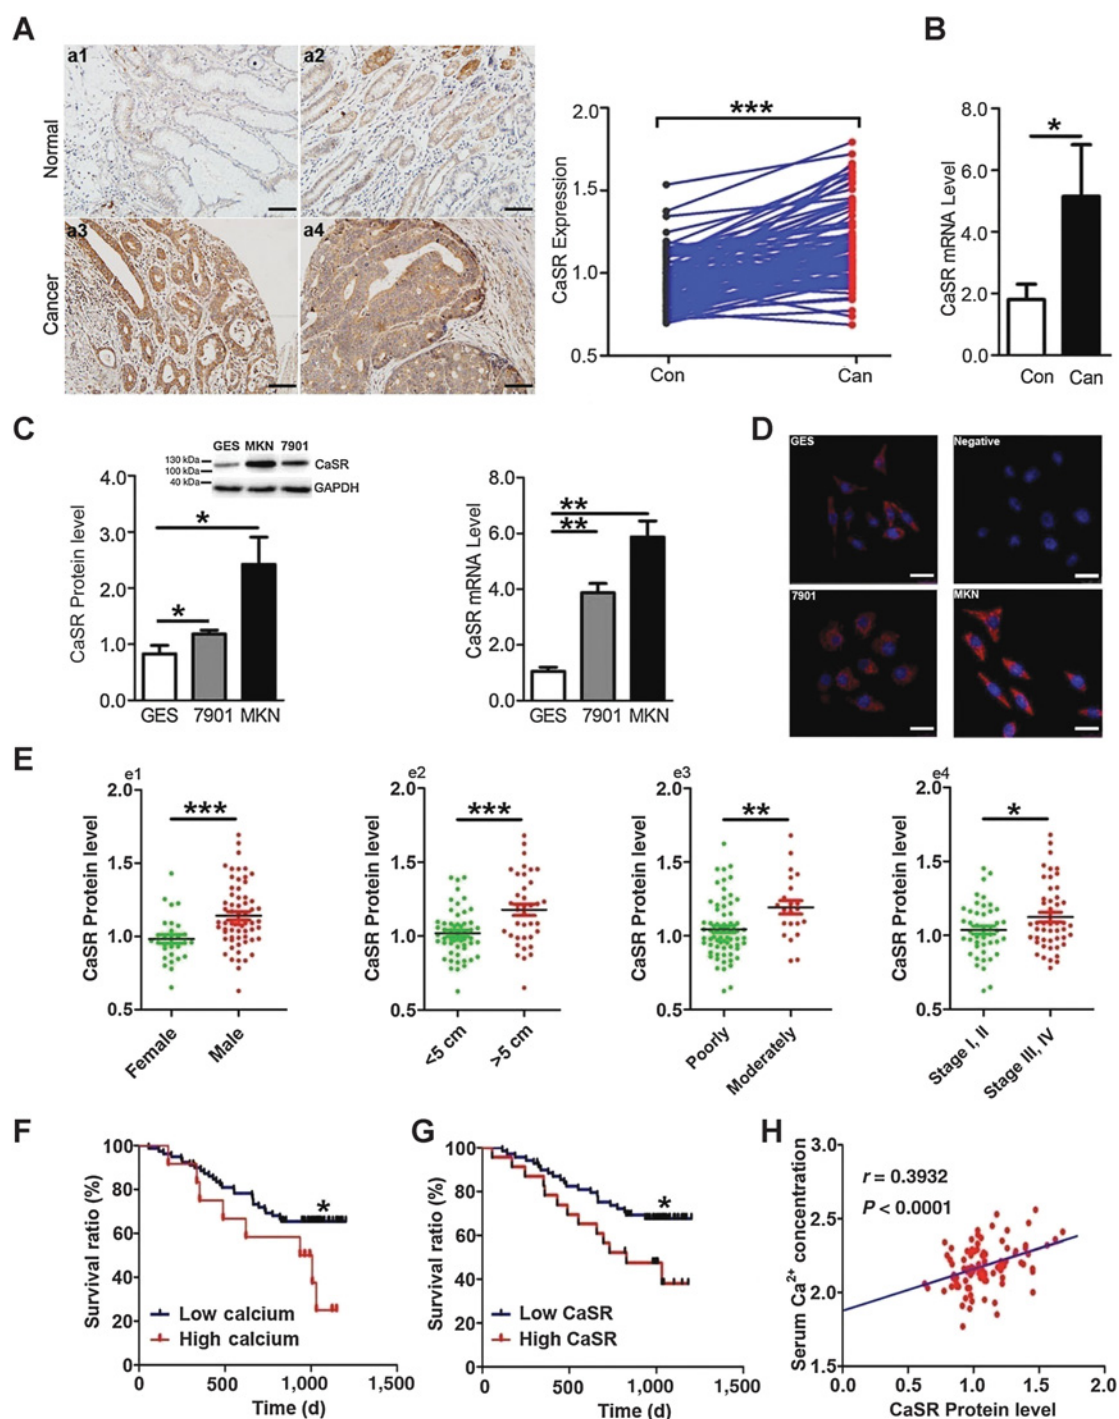 A
a1
a2
a3
a4
Normal
Cancer
CaSR Expression
2.0
1.5
1.0
0.5
***
Con
Can
B
CaSR mRNA Level
8.0
6.0
4.0
2.0
0.0
*
Con
Can
C
GES MKN 7901
130 kDa
100 kDa
40 kDa
CaSR
GAPDH
CaSR Protein level
4.0
3.0
2.0
1.0
0.0
*
*
GES 7901 MKN
CaSR mRNA Level
8.0
6.0
4.0
2.0
0.0
**
**
GES 7901 MKN
D
GES
Negative
7901
MKN
E
e1
CaSR Protein level
2.0
1.5
1.0
0.5
***
Female
Male
e2
CaSR Protein level
2.0
1.5
1.0
0.5
***
<5 cm
>5 cm
e3
CaSR Protein level
2.0
1.5
1.0
0.5
**
Poorly
Moderately
e4
CaSR Protein level
2.0
1.5
1.0
0.5
*
Stage I, II
Stage III, IV
F
Survival ratio (%)
100
80
60
40
20
0
*
Low calcium
High calcium
0 500 1,000 1,500
Time (d)
G
Survival ratio (%)
100
80
60
40
20
0
*
Low CaSR
High CaSR
0 500 1,000 1,500
Time (d)
H
Serum Ca²⁺ concentration
3.0
2.5
2.0
1.5
r = 0.3932
P < 0.0001
0.0 0.5 1.0 1.5 2.0
CaSR Protein level